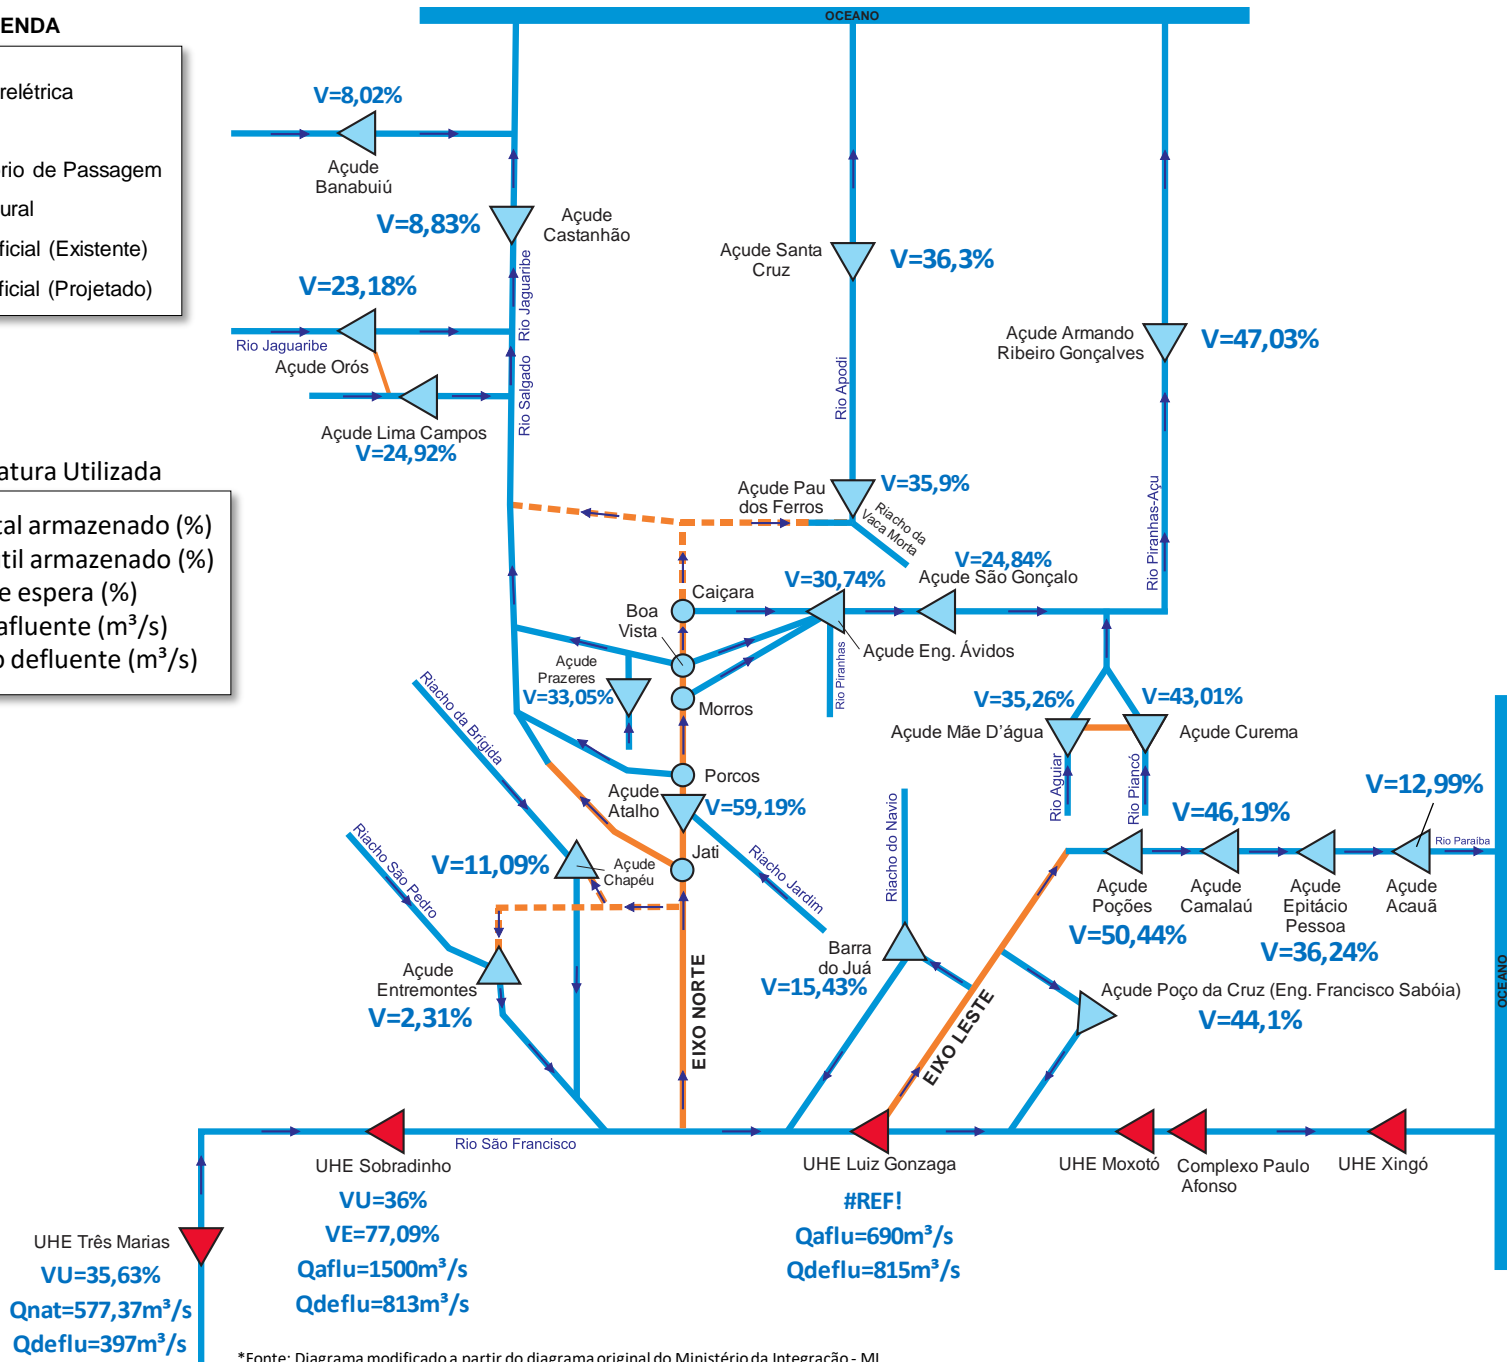 OCEANO
ENDA
relétrica
rio de Passagem
ural
ficial (Existente)
ficial (Projetado)
V=8,02%
Açude
Banabuiú
V=8,83%
Açude
Castanhão
V=23,18%
Rio Jaguaribe
Açude Orós
Rio Jaguaribe
Rio Salgado
Açude Lima Campos
V=24,92%
Açude Santa
Cruz
V=36,3%
Rio Apodi
Açude Armando
Ribeiro Gonçalves
V=47,03%
Rio Piranhas-Açu
atura Utilizada
tal armazenado (%)
til armazenado (%)
e espera (%)
afluente (m³/s)
o defluente (m³/s)
Açude Pau
dos Ferros
V=35,9%
Riacho da
Vaca Morta
V=24,84%
Açude São Gonçalo
V=30,74%
Caiçara
Boa
Vista
Açude Eng. Ávidos
Rio Piranhas
Açude
Prazeres
V=33,05%
Morros
V=35,26%
Açude Mãe D'água
V=43,01%
Açude Curema
Rio Aguiar
Rio Piancó
Riacho da Brígida
Porcos
Açude
Atalho
V=59,19%
Riacho do Navio
V=12,99%
V=46,19%
Rio Paraíba
Riacho São Pedro
V=11,09%
Açude
Chapéu
Jati
Riacho Jardim
Açude
Poções
V=50,44%
Açude
Camalaú
Açude
Epitácio
Pessoa
V=36,24%
Açude
Acauã
Açude
Entremontes
V=2,31%
EIXO NORTE
Barra
do Juá
V=15,43%
EIXO LESTE
Açude Poço da Cruz (Eng. Francisco Sabóia)
V=44,1%
OCEANO
Rio São Francisco
UHE Sobradinho
VU=36%
VE=77,09%
Qaflu=1500m³/s
Qdeflu=813m³/s
UHE Luiz Gonzaga
#REF!
Qaflu=690m³/s
Qdeflu=815m³/s
UHE Moxotó
Complexo Paulo
Afonso
UHE Xingó
UHE Três Marias
VU=35,63%
Qnat=577,37m³/s
Qdeflu=397m³/s
*Fonte: Diagrama modificado a partir do diagrama original do Ministério da Integração - MI